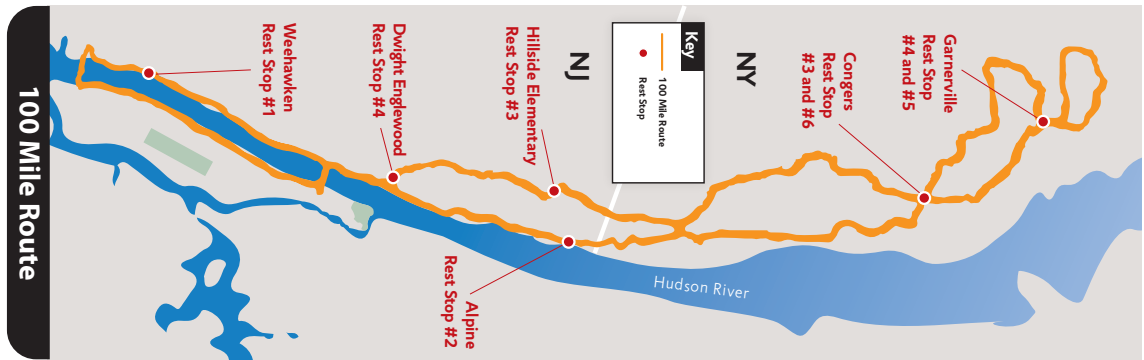 100 Mile Route
Garnerville
Rest Stop
#4 and #5
Congers
Rest Stop
#3 and #6
NY
Key
100 Mile Route
Rest Stop
NJ
Hillside Elementary
Rest Stop #3
Dwight Englewood
Rest Stop #4
Weehawken
Rest Stop #1
Alpine
Rest Stop #2
Hudson River